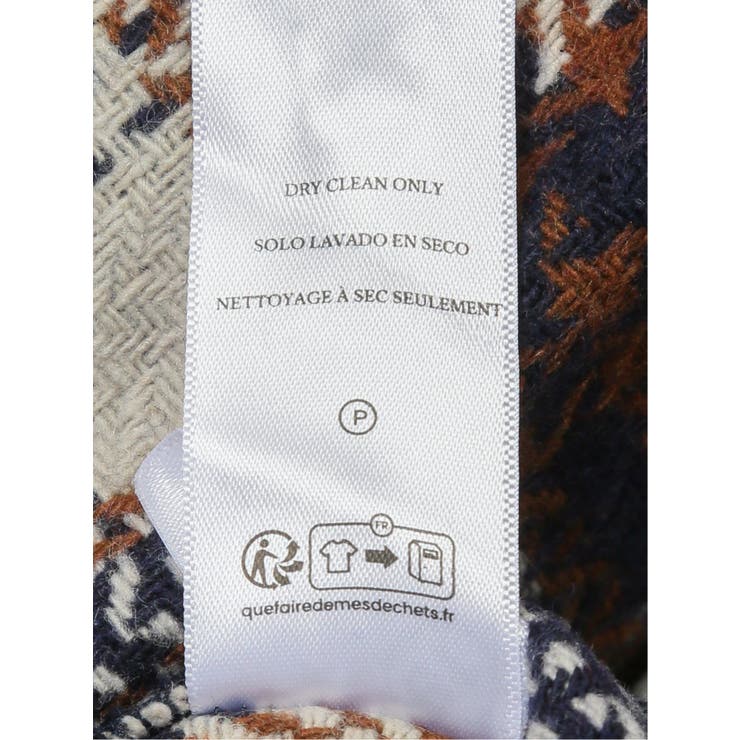 DRY CLEAN ONLY
SOLO LAVADO EN SECO
NETTOYAGE À SEC SEULEMENT
P
FR
quefairedemesdechets.fr